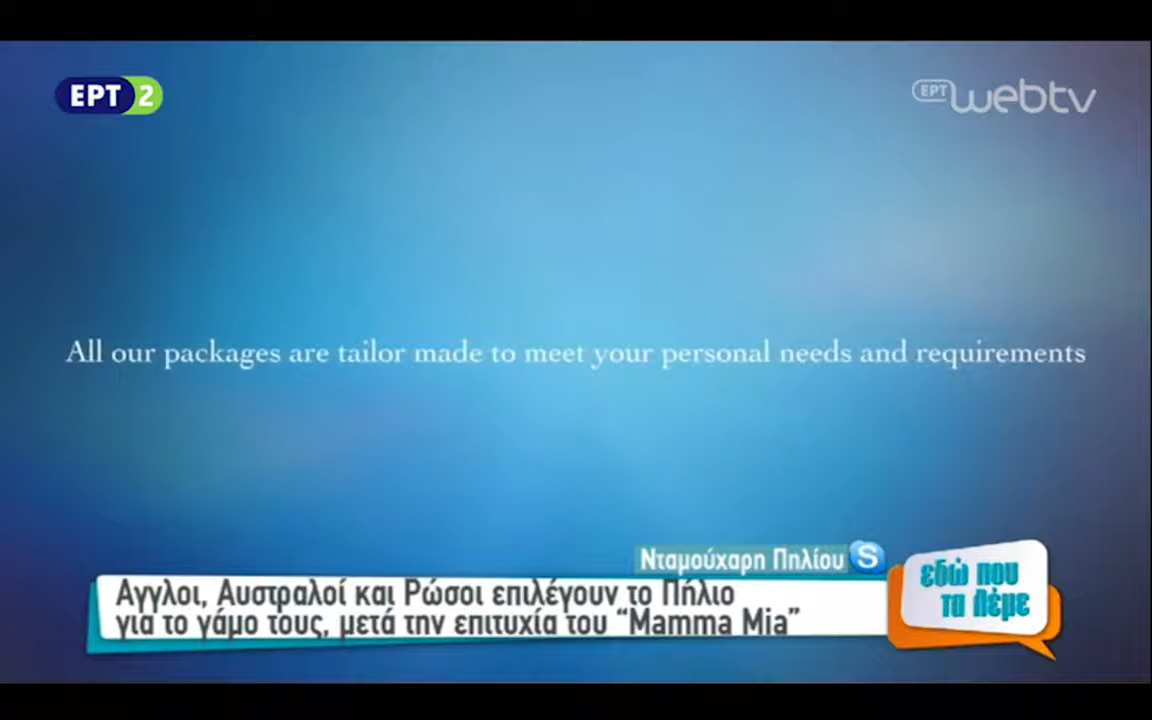 ΕΡΤ 2
ΕΡΤ webtv
All our packages are tailor made to meet your personal needs and requirements
Νταμούχαρη Πηλίου
Αγγλοι, Αυστραλοί και Ρώσοι επιλέγουν το Πήλιο
για το γάμο τους, μετά την επιτυχία του “Mamma Mia”
εδώ που
τα λέμε